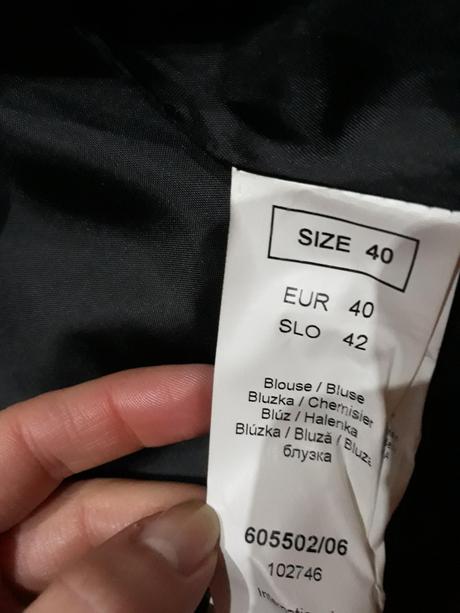 SIZE 40
EUR 40
SLO 42
Blouse / Bluse
Bluzka / Chemisier
Blúz / Halenka
Blúzka / Bluză / Bluza
блузка
605502/06
102746